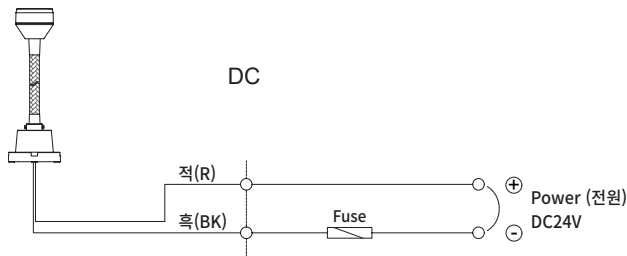 DC
적(R)
흑(BK)
Fuse
+
-
Power (전원)
DC24V